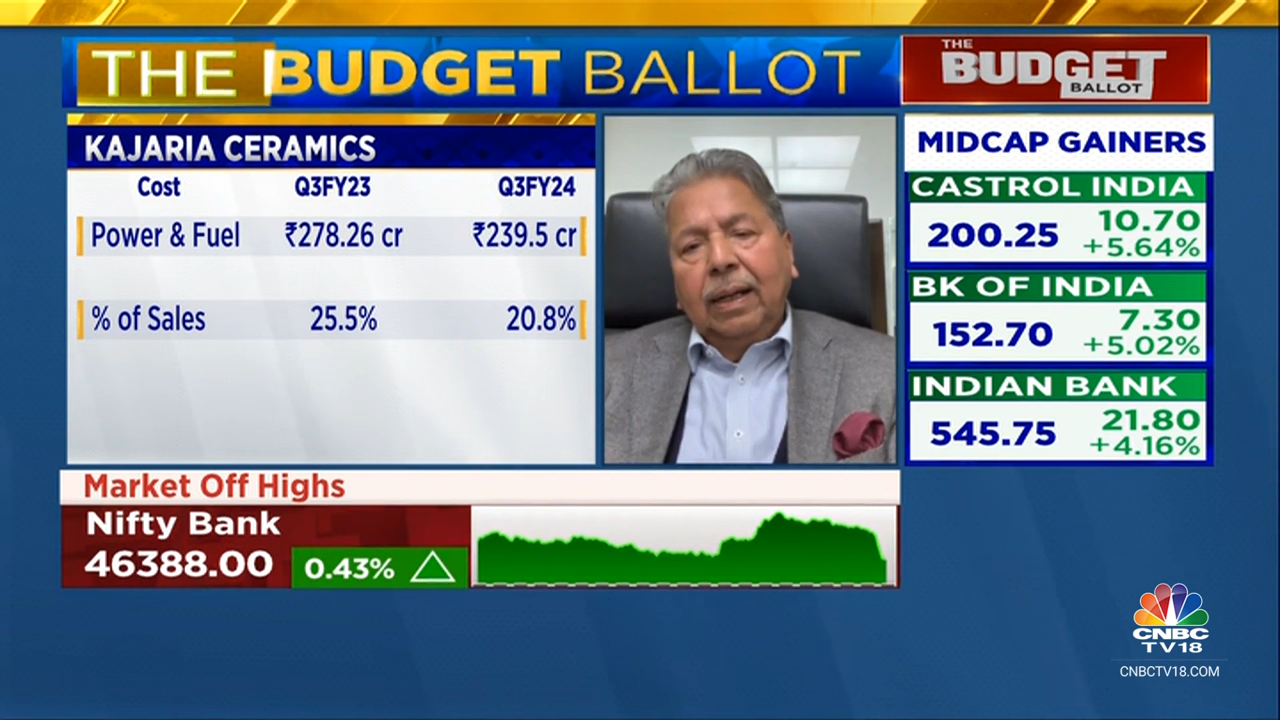 THE BUDGET BALLOT
THE
BUDGET
BALLOT
KAJARIA CERAMICS
Cost Q3FY23 Q3FY24
Power & Fuel ₹278.26 cr ₹239.5 cr
% of Sales 25.5% 20.8%
MIDCAP GAINERS
CASTROL INDIA
200.25 10.70
+5.64%
BK OF INDIA
152.70 7.30
+5.02%
INDIAN BANK
545.75 21.80
+4.16%
Market Off Highs
Nifty Bank
46388.00 0.43%
CNBC
TV18
CNBCTV18.COM